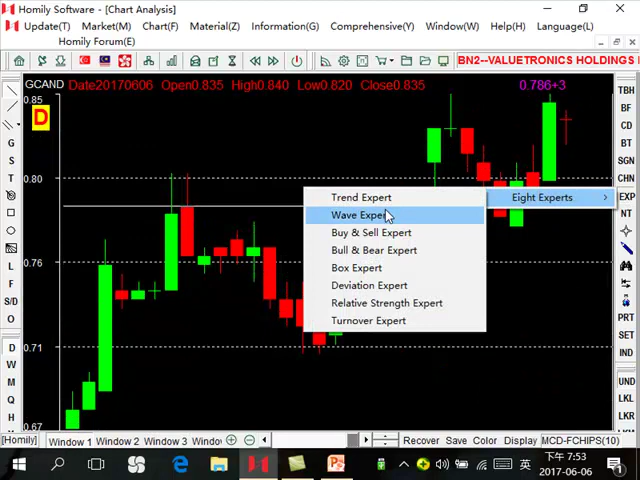 Homily Software - [Chart Analysis]
Update(T) Market(M) Chart(F) Material(Z) Information(G) Comprehensive(Y) Window(W) Help(H) Language(L)
Homily Forum(E)
BN2--VALUETRONICS HOLDINGS
GCAND Date20170606 Open0.835 High0.840 Low0.820 Close0.835 0.786+3
0.85
D
0.80
0.76
0.71
0.67
Eight Experts
Trend Expert
Wave Exper
Buy & Sell Expert
Bull & Bear Expert
Box Expert
Deviation Expert
Relative Strength Expert
Turnover Expert
G
S
T
L
F
S/D
O
D
W
M
Q
H
TBH
BF
CD
BT
SGN
CHN
EXP
NT
PRT
SET
IND
UND
LKL
LKR
[Homily] Window 1 Window 2 Window 3 Windo
Recover Save Color Display MCD-FCHIPS(10)
英
下午 7:53
2017-06-06
1